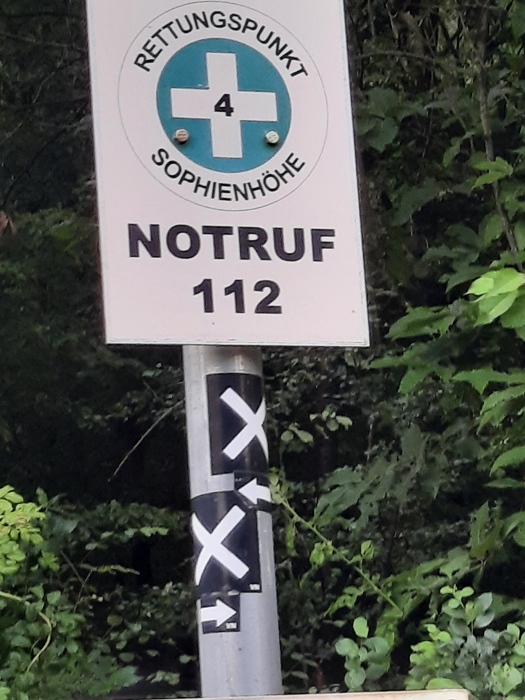 RETTUNGSPUNKT
4
SOPHIENHÖHE
NOTRUF
112